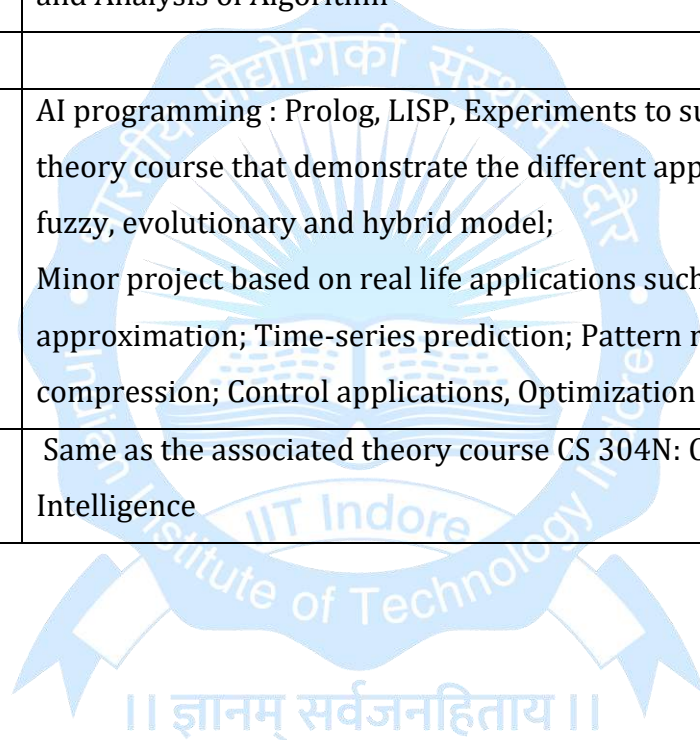 and Analysis of Algorithm
AI programming : Prolog, LISP, Experiments to su
theory course that demonstrate the different app
fuzzy, evolutionary and hybrid model;
Minor project based on real life applications such
approximation; Time-series prediction; Pattern r
compression; Control applications, Optimization
Same as the associated theory course CS 304N: C
Intelligence
भारतीय प्रौद्योगिकी संस्थान इंदौर
Indian Institute of Technology Indore
IIT Indore
।। ज्ञानम् सर्वजनहिताय ।।